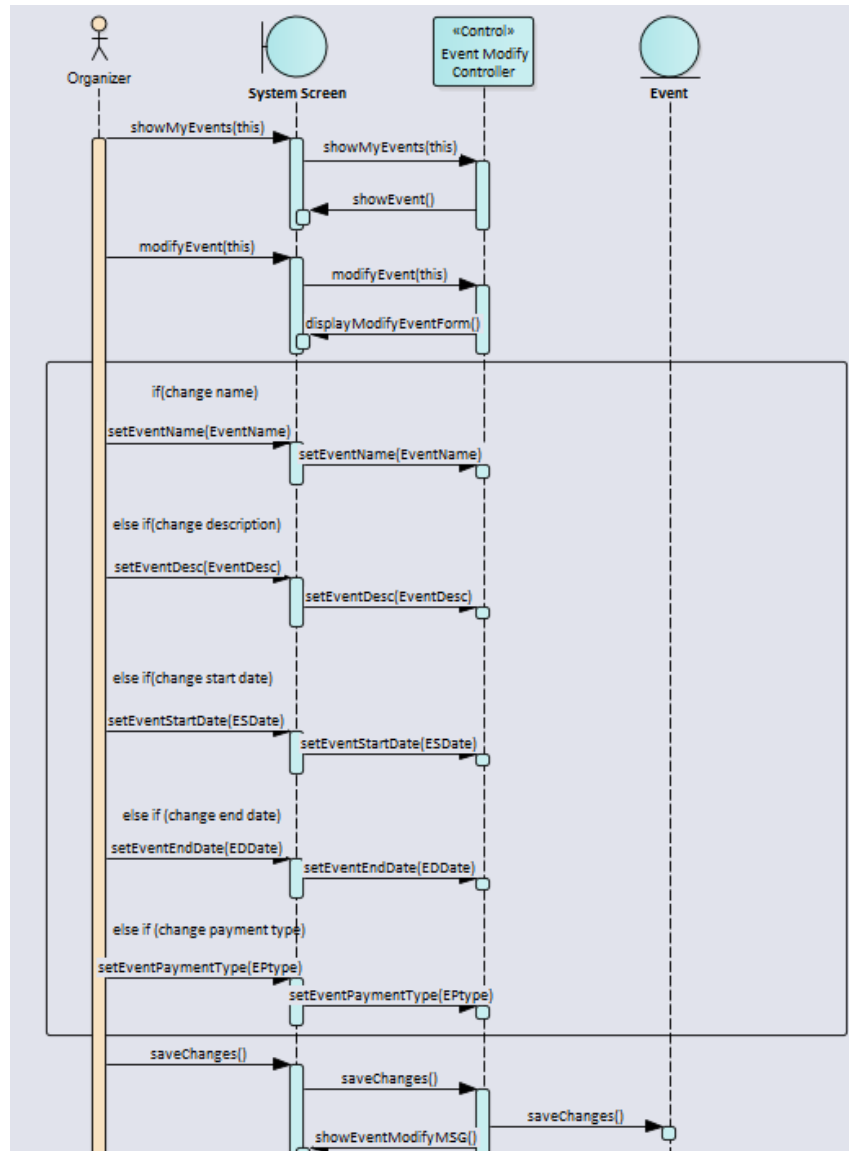 «Control»
Event Modify
Controller
Organizer
System Screen
Event
showMyEvents(this)
showMyEvents(this)
showEvent()
modifyEvent(this)
modifyEvent(this)
displayModifyEventForm()
if(change name)
setEventName(EventName)
setEventName(EventName)
else if(change description)
setEventDesc(EventDesc)
setEventDesc(EventDesc)
else if(change start date)
setEventStartDate(ESDate)
setEventStartDate(ESDate)
else if (change end date)
setEventEndDate(EDDate)
setEventEndDate(EDDate)
else if (change payment type)
setEventPaymentType(EPtype)
setEventPaymentType(EPtype)
saveChanges()
saveChanges()
saveChanges()
showEventModifyMSG()